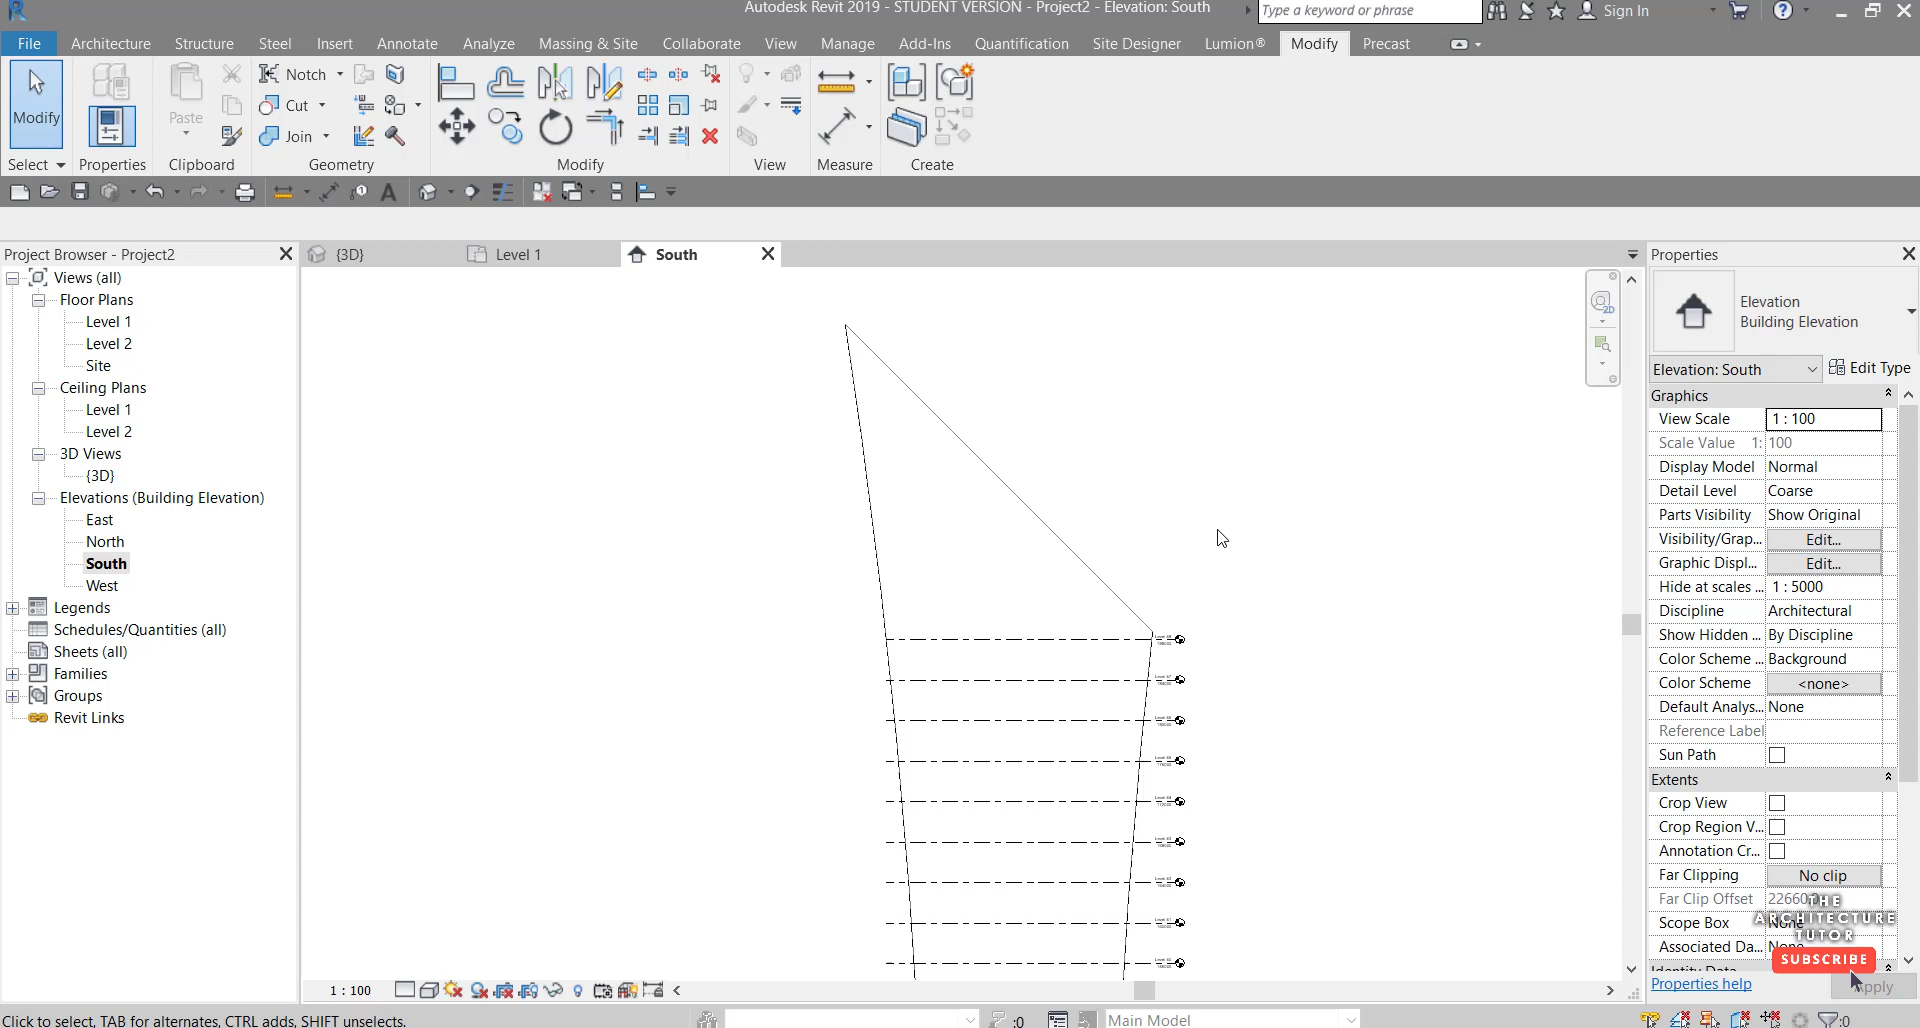 Autodesk Revit 2019 - STUDENT VERSION - Project2 - Elevation: South
Type a keyword or phrase
Sign In
File Architecture Structure Steel Insert Annotate Analyze Massing & Site Collaborate View Manage Add-Ins Quantification Site Designer Lumion® Modify Precast
Modify
Paste
Notch
Cut
Join
Select Properties Clipboard Geometry Modify View Measure Create
Project Browser - Project2
{3D}
Level 1
South
Views (all)
Floor Plans
Level 1
Level 2
Site
Ceiling Plans
Level 1
Level 2
3D Views
{3D}
Elevations (Building Elevation)
East
North
South
West
Legends
Schedules/Quantities (all)
Sheets (all)
Families
Groups
Revit Links
2D
Properties
Elevation
Building Elevation
Elevation: South
Edit Type
Graphics
View Scale 1 : 100
Scale Value 1: 100
Display Model Normal
Detail Level Coarse
Parts Visibility Show Original
Visibility/Grap... Edit...
Graphic Displ... Edit...
Hide at scales ... 1 : 5000
Discipline Architectural
Show Hidden ... By Discipline
Color Scheme ... Background
Color Scheme <none>
Default Analys... None
Reference Label
Sun Path
Extents
Crop View
Crop Region V...
Annotation Cr...
Far Clipping No clip
Far Clip Offset 22660
Scope Box None
Associated Da... None
Identity Data
Properties help
Apply
THE
ARCHITECTURE
TUTOR
SUBSCRIBE
1 : 100
Click to select, TAB for alternates, CTRL adds, SHIFT unselects.
:0
Main Model
:0